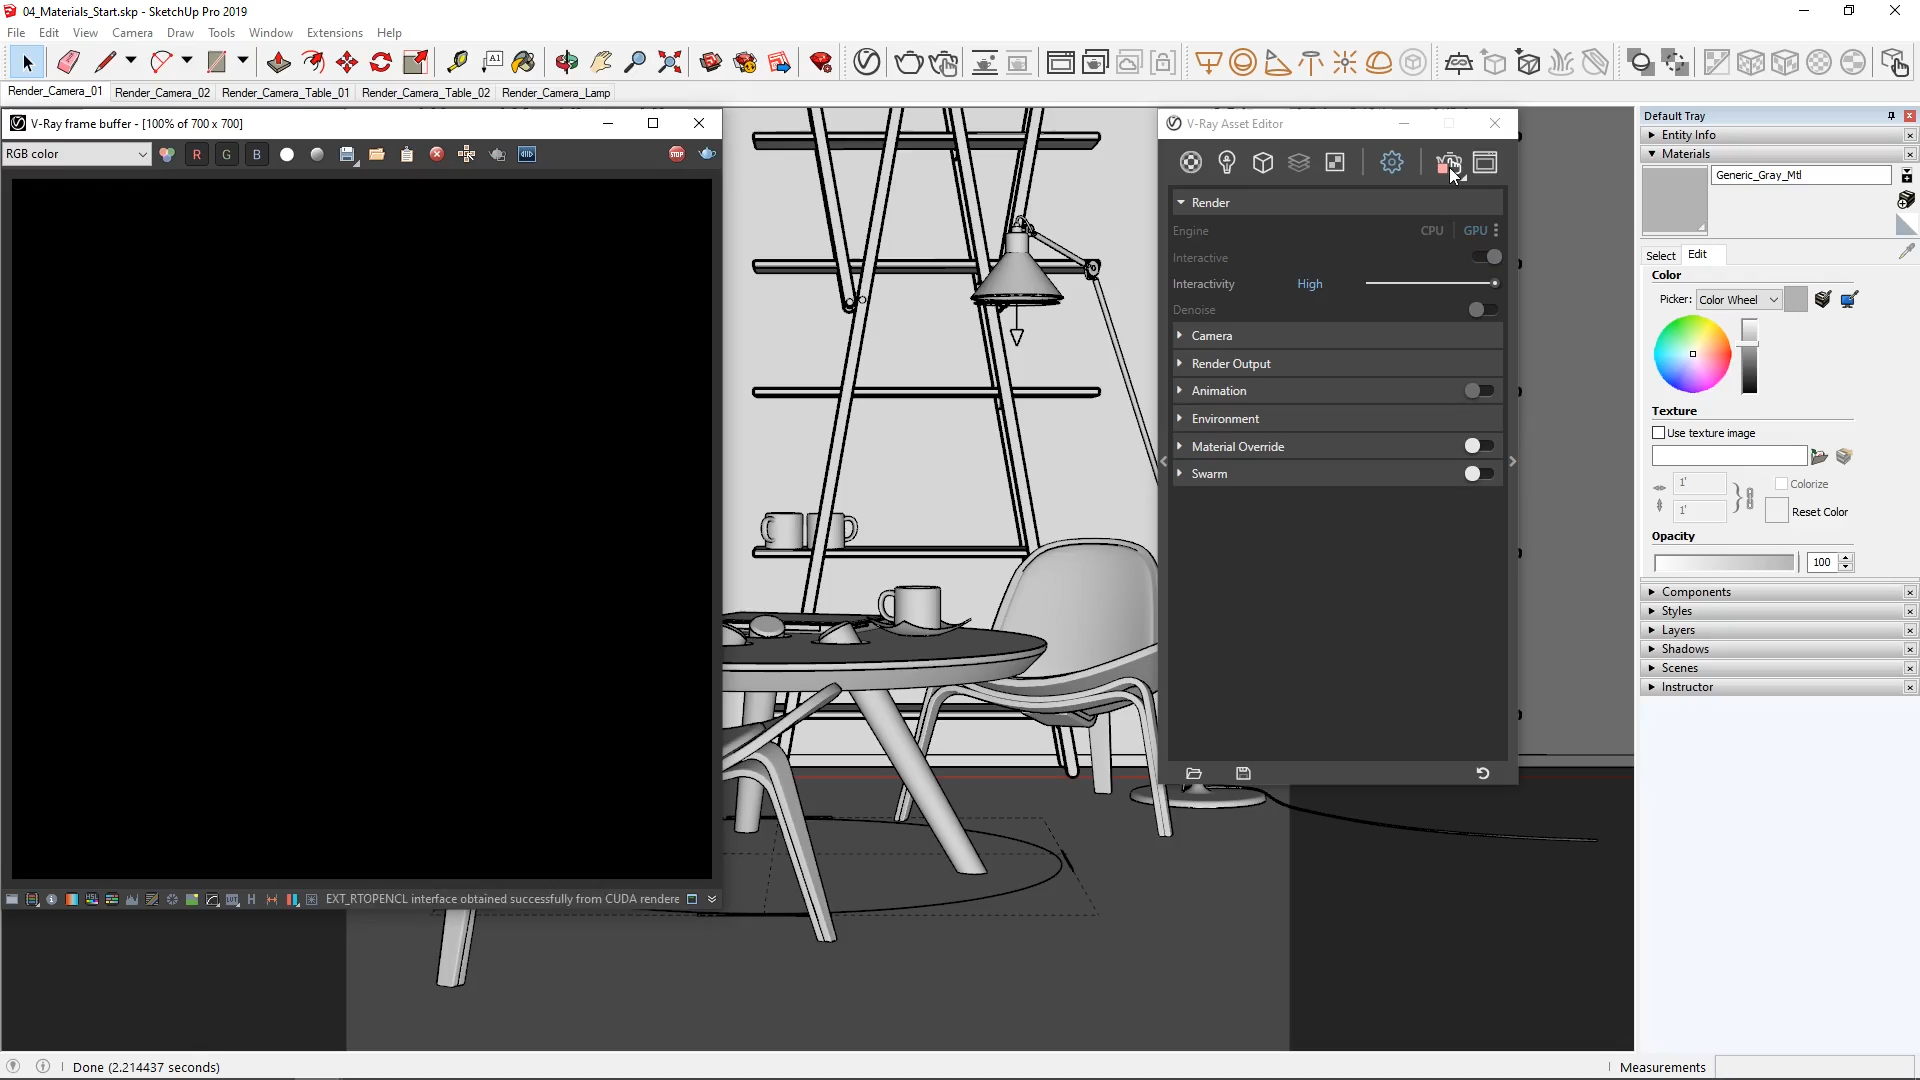 04_Materials_Start.skp - SketchUp Pro 2019
File Edit View Camera Draw Tools Window Extensions Help
Render_Camera_01 Render_Camera_02 Render_Camera_Table_01 Render_Camera_Table_02 Render_Camera_Lamp
V-Ray frame buffer - [100% of 700 x 700]
RGB color
R G B
STOP
V-Ray Asset Editor
Render
Engine CPU GPU
Interactive
Interactivity High
Denoise
Camera
Render Output
Animation
Environment
Material Override
Swarm
Default Tray
Entity Info
Materials
Generic_Gray_Mtl
Select Edit
Color
Picker: Color Wheel
Texture
Use texture image
1' Colorize
1' Reset Color
Opacity
100
Components
Styles
Layers
Shadows
Scenes
Instructor
H EXT_RTOPENCL interface obtained successfully from CUDA rendere
Done (2.214437 seconds)
Measurements